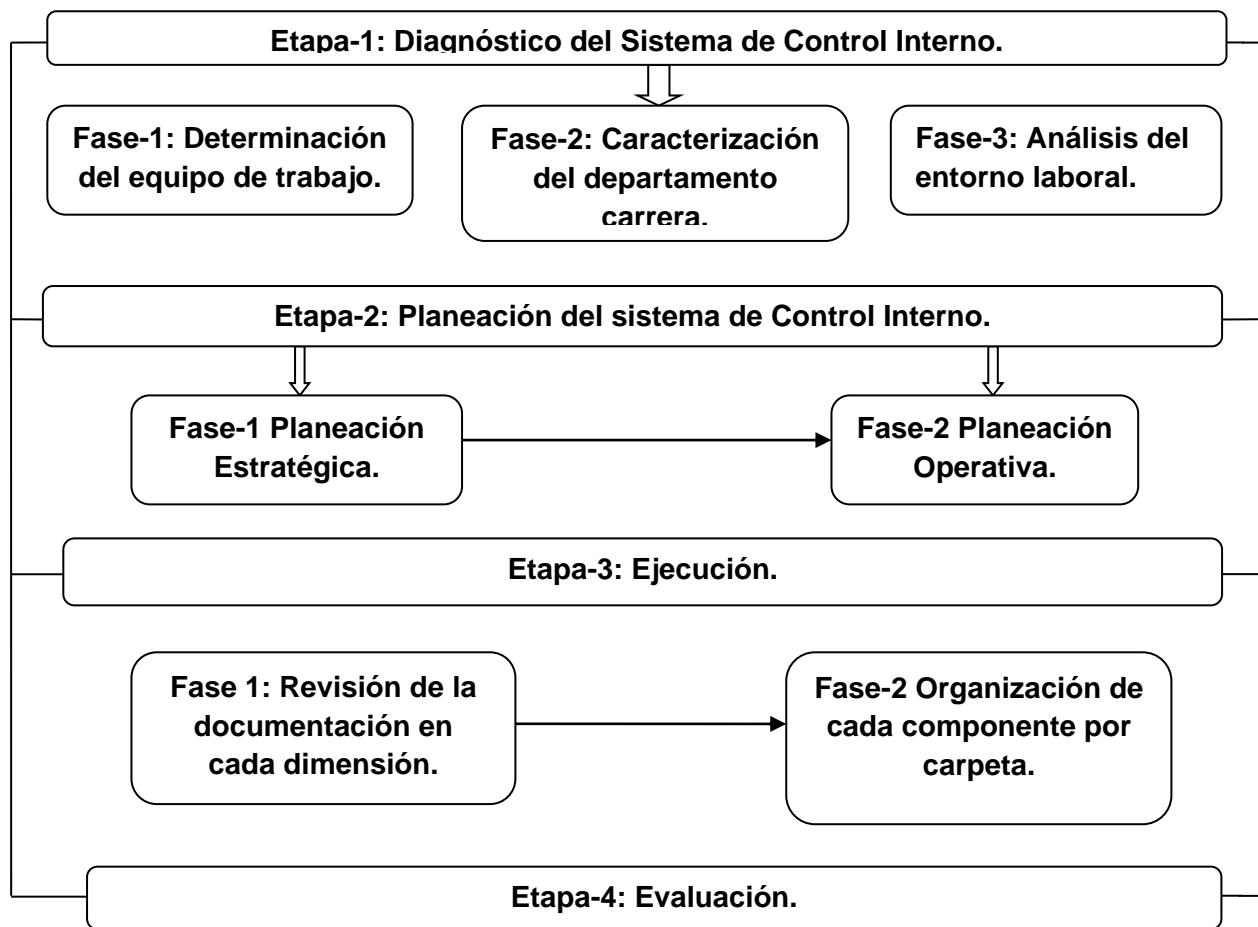 Etapa-1: Diagnóstico del Sistema de Control Interno.
Fase-1: Determinación
del equipo de trabajo.
Fase-2: Caracterización
del departamento
carrera.
Fase-3: Análisis del
entorno laboral.
Etapa-2: Planeación del sistema de Control Interno.
Fase-1 Planeación
Estratégica.
Fase-2 Planeación
Operativa.
Etapa-3: Ejecución.
Fase 1: Revisión de la
documentación en
cada dimensión.
Fase-2 Organización de
cada componente por
carpeta.
Etapa-4: Evaluación.